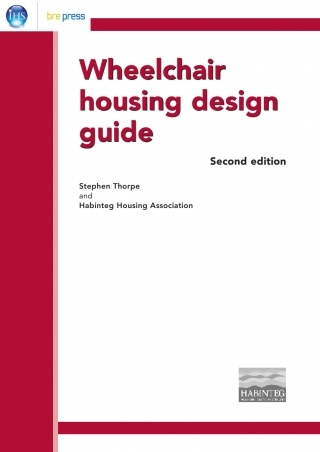 IHS
bre press
Wheelchair
housing design
guide
Second edition
Stephen Thorpe
and
Habinteg Housing Association
HABINTEG